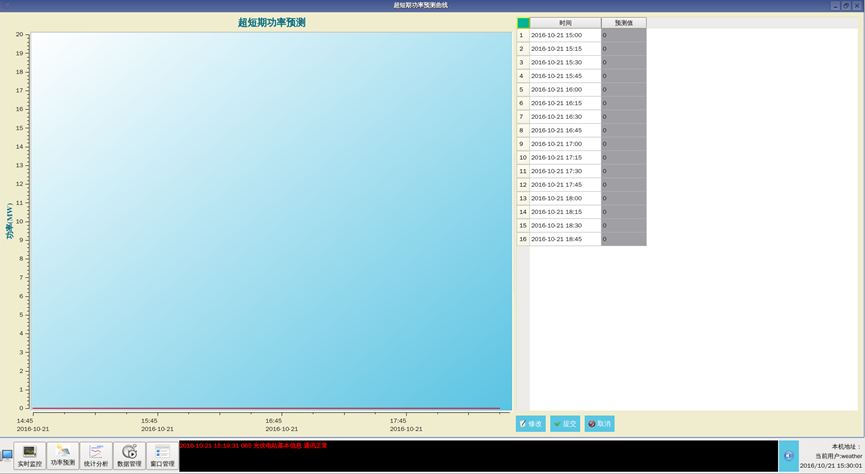 超短期功率预测曲线
超短期功率预测
功率(MW)
20
19
18
17
16
15
14
13
12
11
10
9
8
7
6
5
4
3
2
1
0
14:45 15:45 16:45 17:45
2016-10-21 2016-10-21 2016-10-21 2016-10-21
时间 预测值
1 2016-10-21 15:00 0
2 2016-10-21 15:15 0
3 2016-10-21 15:30 0
4 2016-10-21 15:45 0
5 2016-10-21 16:00 0
6 2016-10-21 16:15 0
7 2016-10-21 16:30 0
8 2016-10-21 16:45 0
9 2016-10-21 17:00 0
10 2016-10-21 17:15 0
11 2016-10-21 17:30 0
12 2016-10-21 17:45 0
13 2016-10-21 18:00 0
14 2016-10-21 18:15 0
15 2016-10-21 18:30 0
16 2016-10-21 18:45 0
修改 提交 取消
实时监控 功率预测 统计分析 数据管理 窗口管理
2016-10-21 15:19:31 065 光伏电站基本信息 通讯正常
本机地址：
当前用户:weather
2016/10/21 15:30:01